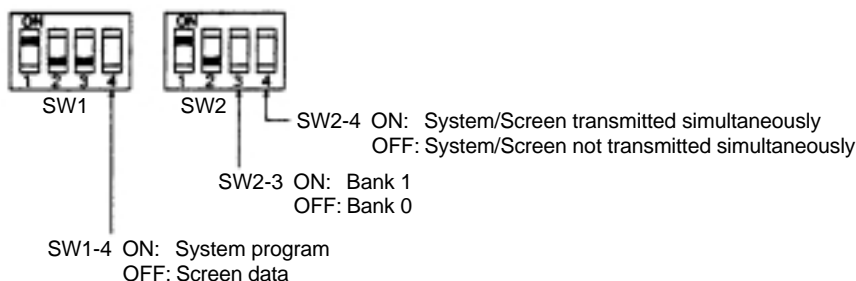 ON
ON
1 2 3 4
1 2 3 4
SW1
SW2
SW2-4 ON: System/Screen transmitted simultaneously
OFF: System/Screen not transmitted simultaneously
SW2-3 ON: Bank 1
OFF: Bank 0
SW1-4 ON: System program
OFF: Screen data